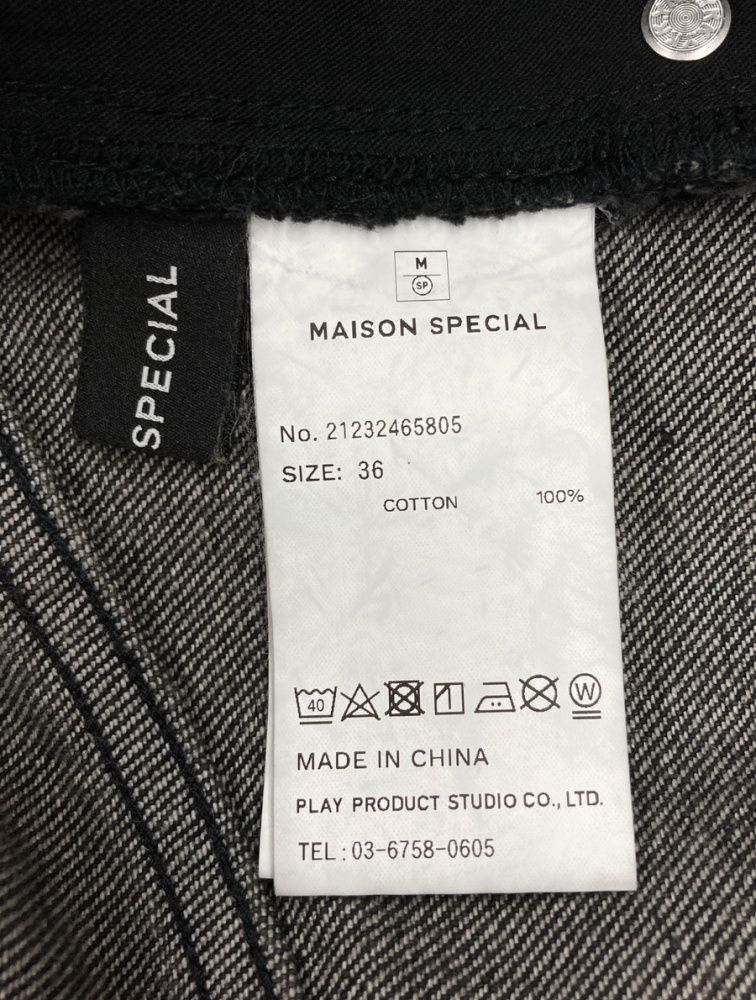 SPECIAL
M
SP
MAISON SPECIAL
No. 21232465805
SIZE: 36
COTTON 100%
40
W
MADE IN CHINA
PLAY PRODUCT STUDIO CO., LTD.
TEL:03-6758-0605